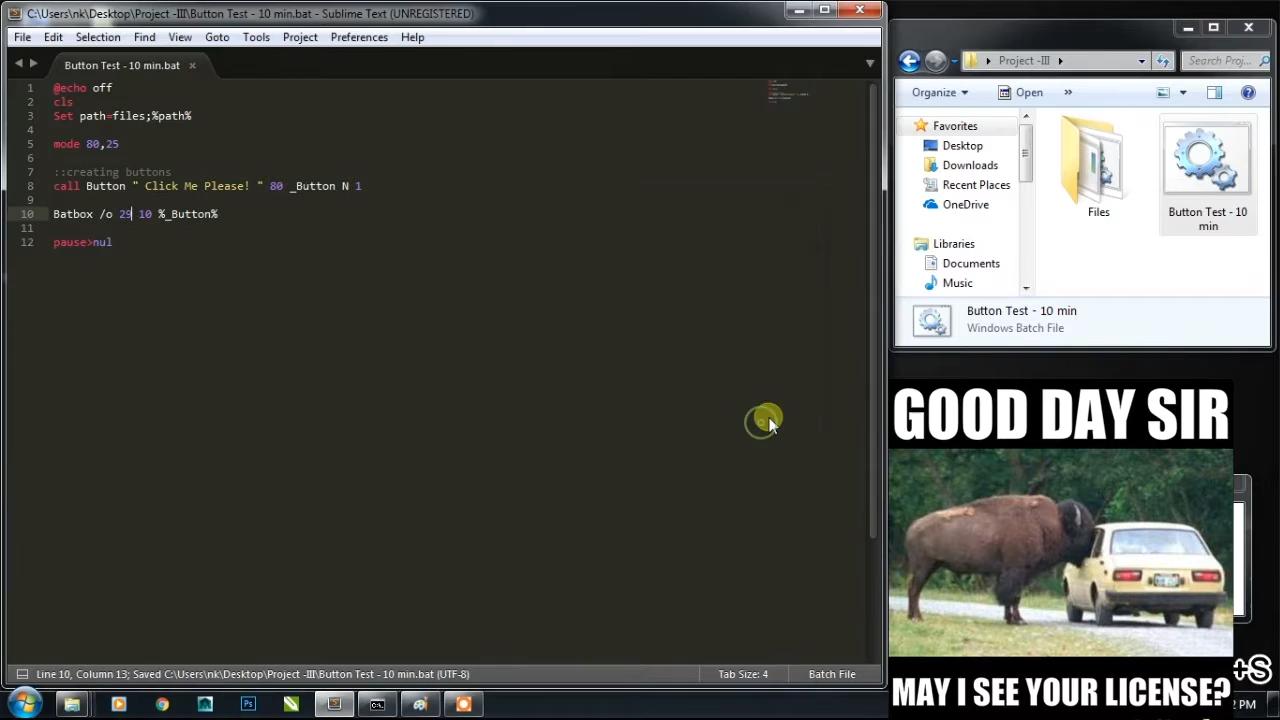 C:\Users\nk\Desktop\Project -III\Button Test - 10 min.bat - Sublime Text (UNREGISTERED)
File Edit Selection Find View Goto Tools Project Preferences Help
Button Test - 10 min.bat
1 @echo off
2 cls
3 Set path=files;%path%
4
5 mode 80,25
6
7 ::creating buttons
8 call Button " Click Me Please! " 80 _Button N 1
9
10 Batbox /o 29 10 %_Button%
11
12 pause>nul
Line 10, Column 13; Saved C:\Users\nk\Desktop\Project -III\Button Test - 10 min.bat (UTF-8)
Tab Size: 4
Batch File
Project -III
Search Proj...
Organize
Open
Favorites
Desktop
Downloads
Recent Places
OneDrive
Libraries
Documents
Music
Files
Button Test - 10
min
Button Test - 10 min
Windows Batch File
GOOD DAY SIR
MAY I SEE YOUR LICENSE?
+S
2 PM
Ps